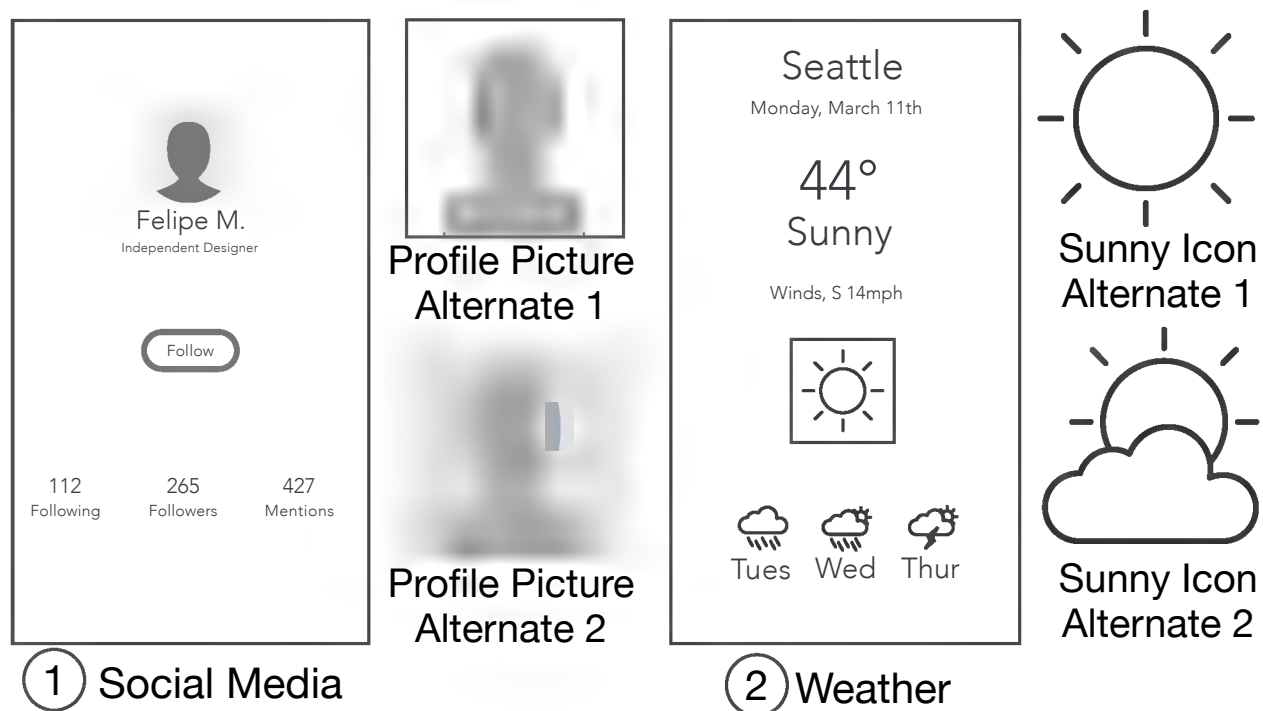 Felipe M.
Independent Designer
Follow
112 265 427
Following Followers Mentions
1 Social Media
Profile Picture
Alternate 1
Profile Picture
Alternate 2
Seattle
Monday, March 11th
44°
Sunny
Winds, S 14mph
Tues Wed Thur
2 Weather
Sunny Icon
Alternate 1
Sunny Icon
Alternate 2